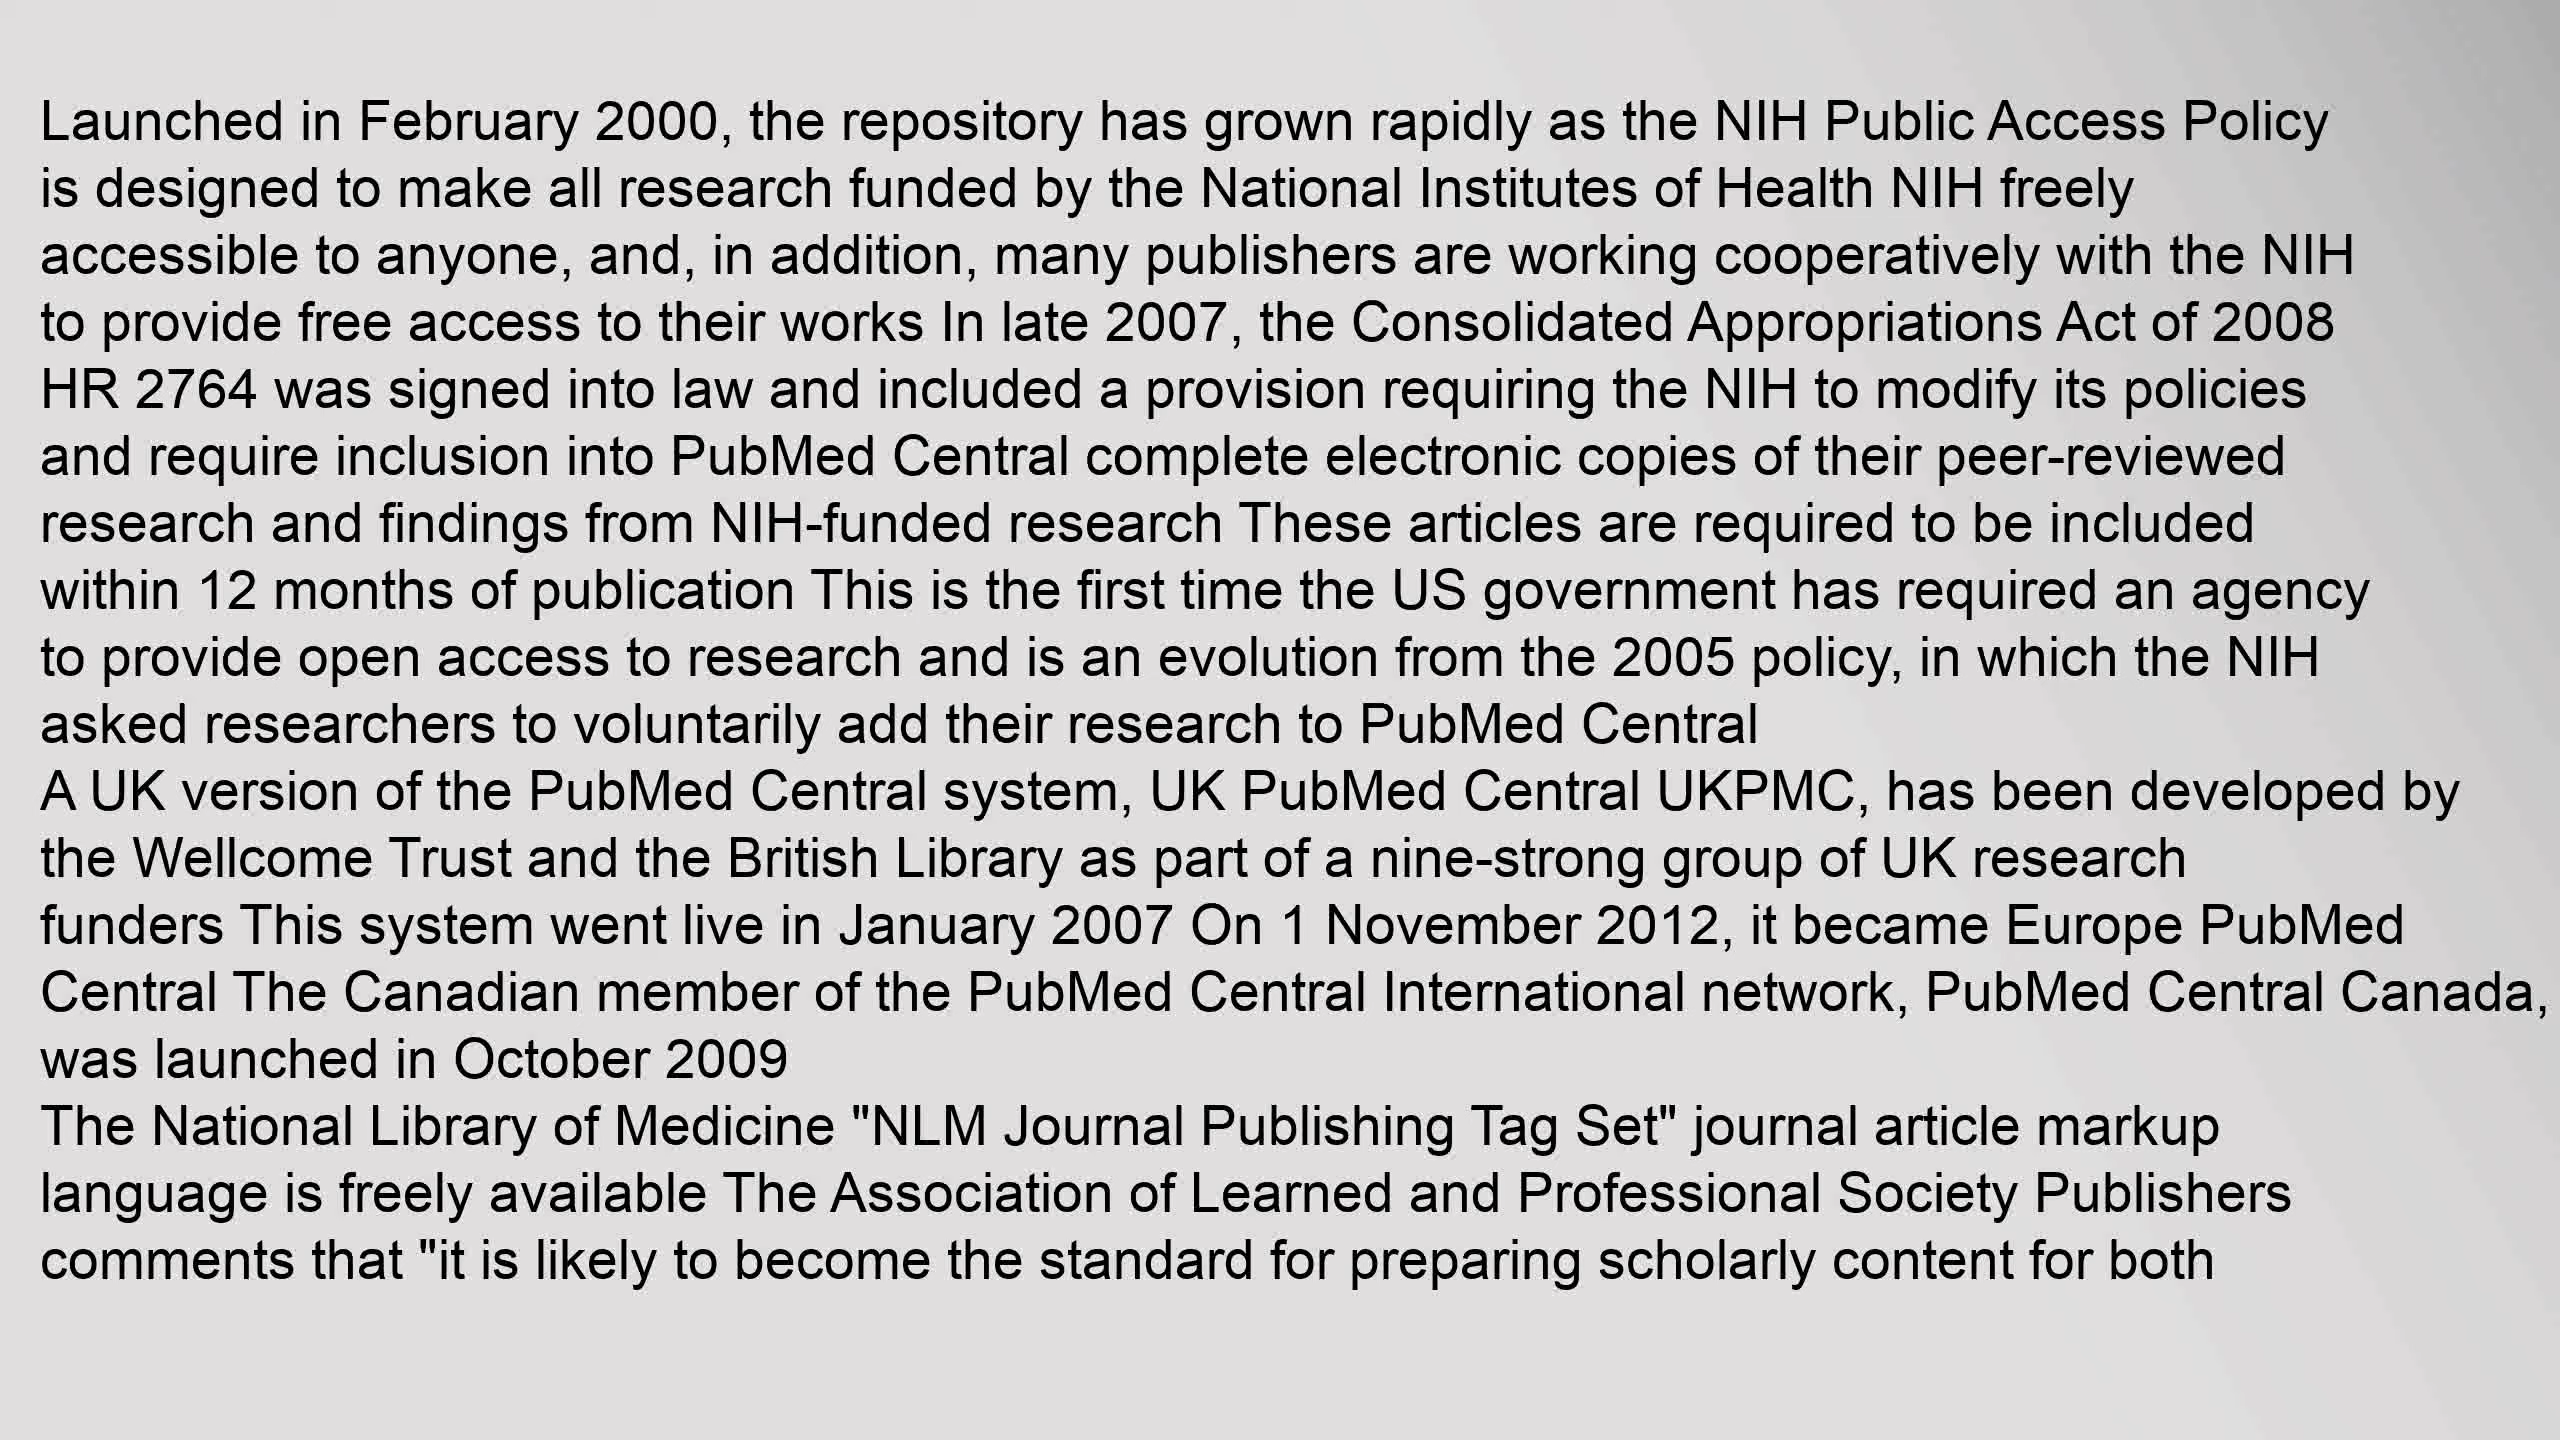 Launched in February 2000, the repository has grown rapidly as the NIH Public Access Policy
is designed to make all research funded by the National Institutes of Health NIH freely
accessible to anyone, and, in addition, many publishers are working cooperatively with the NIH
to provide free access to their works In late 2007, the Consolidated Appropriations Act of 2008
HR 2764 was signed into law and included a provision requiring the NIH to modify its policies
and require inclusion into PubMed Central complete electronic copies of their peer-reviewed
research and findings from NIH-funded research These articles are required to be included
within 12 months of publication This is the first time the US government has required an agency
to provide open access to research and is an evolution from the 2005 policy, in which the NIH
asked researchers to voluntarily add their research to PubMed Central
A UK version of the PubMed Central system, UK PubMed Central UKPMC, has been developed by
the Wellcome Trust and the British Library as part of a nine-strong group of UK research
funders This system went live in January 2007 On 1 November 2012, it became Europe PubMed
Central The Canadian member of the PubMed Central International network, PubMed Central Canada,
was launched in October 2009
The National Library of Medicine "NLM Journal Publishing Tag Set" journal article markup
language is freely available The Association of Learned and Professional Society Publishers
comments that "it is likely to become the standard for preparing scholarly content for both